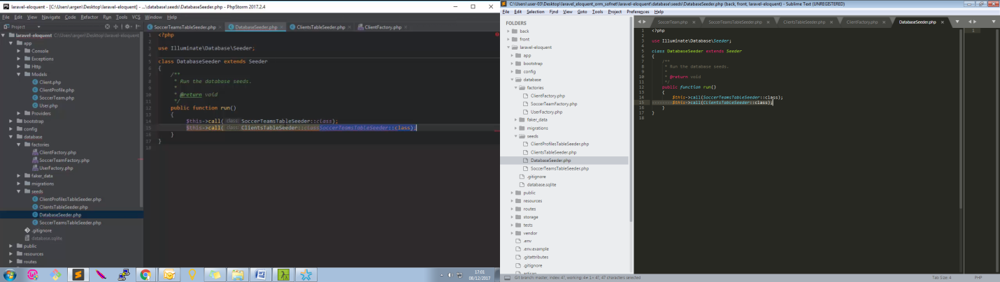 laravel-eloquent - [C:\Users\argen\Desktop\laravel-eloquent] - ...\database\seeds\DatabaseSeeder.php - PhpStorm 2017.2.4
File Edit View Navigate Code Refactor Run Tools VCS Window Help
Project
laravel-eloquent C:\Users\argen\Desktop\laravel-eloquent
app
Console
Exceptions
Http
Models
Client.php
ClientProfile.php
SoccerTeam.php
User.php
Providers
bootstrap
config
database
factories
ClientFactory.php
SoccerTeamFactory.php
UserFactory.php
faker_data
migrations
seeds
ClientProfilesTableSeeder.php
ClientsTableSeeder.php
DatabaseSeeder.php
SoccerTeamsTableSeeder.php
.gitignore
database.sqlite
public
resources
routes
SoccerTeamsTableSeeder.php DatabaseSeeder.php ClientsTableSeeder.php ClientFactory.php
1 <?php
2
3 use Illuminate\Database\Seeder;
4
5 class DatabaseSeeder extends Seeder
6 {
7 /**
8 * Run the database seeds.
9 *
10 * @return void
11 */
12 public function run()
13 {
14 $this->call( class SoccerTeamsTableSeeder::class);
15 $this->call( class ClientsTableSeeder::classSoccerTeamsTableSeeder::class);
16 }
17 }
18
17:01
08/12/2017
C:\Users\user-03\Desktop\laravel_eloquent_orm_sofnet\laravel-eloquent\database\seeds\DatabaseSeeder.php (back, front, laravel-eloquent) - Sublime Text (UNREGISTERED)
File Edit Selection Find View Goto Tools Project Preferences Help
FOLDERS
back
front
laravel-eloquent
app
bootstrap
config
database
factories
ClientFactory.php
SoccerTeamFactory.php
UserFactory.php
faker_data
migrations
seeds
ClientProfilesTableSeeder.php
ClientsTableSeeder.php
DatabaseSeeder.php
SoccerTeamsTableSeeder.php
.gitignore
database.sqlite
public
resources
routes
storage
tests
vendor
.env
.env.example
.gitattributes
.gitignore
artisan
SoccerTeam.php SoccerTeamsTableSeeder.php ClientsTableSeeder.php ClientFactory.php DatabaseSeeder.php
1 <?php
2
3 use Illuminate\Database\Seeder;
4
5 class DatabaseSeeder extends Seeder
6 {
7 /**
8 * Run the database seeds.
9 *
10 * @return void
11 */
12 public function run()
13 {
14 $this->call(SoccerTeamsTableSeeder::class);
15 $this->call(ClientsTableSeeder::class);
16 }
17 }
18
1
Git branch: master, index: 47, working: 4≠ 1× 4?, 47 characters selected
Tab Size: 4
PHP